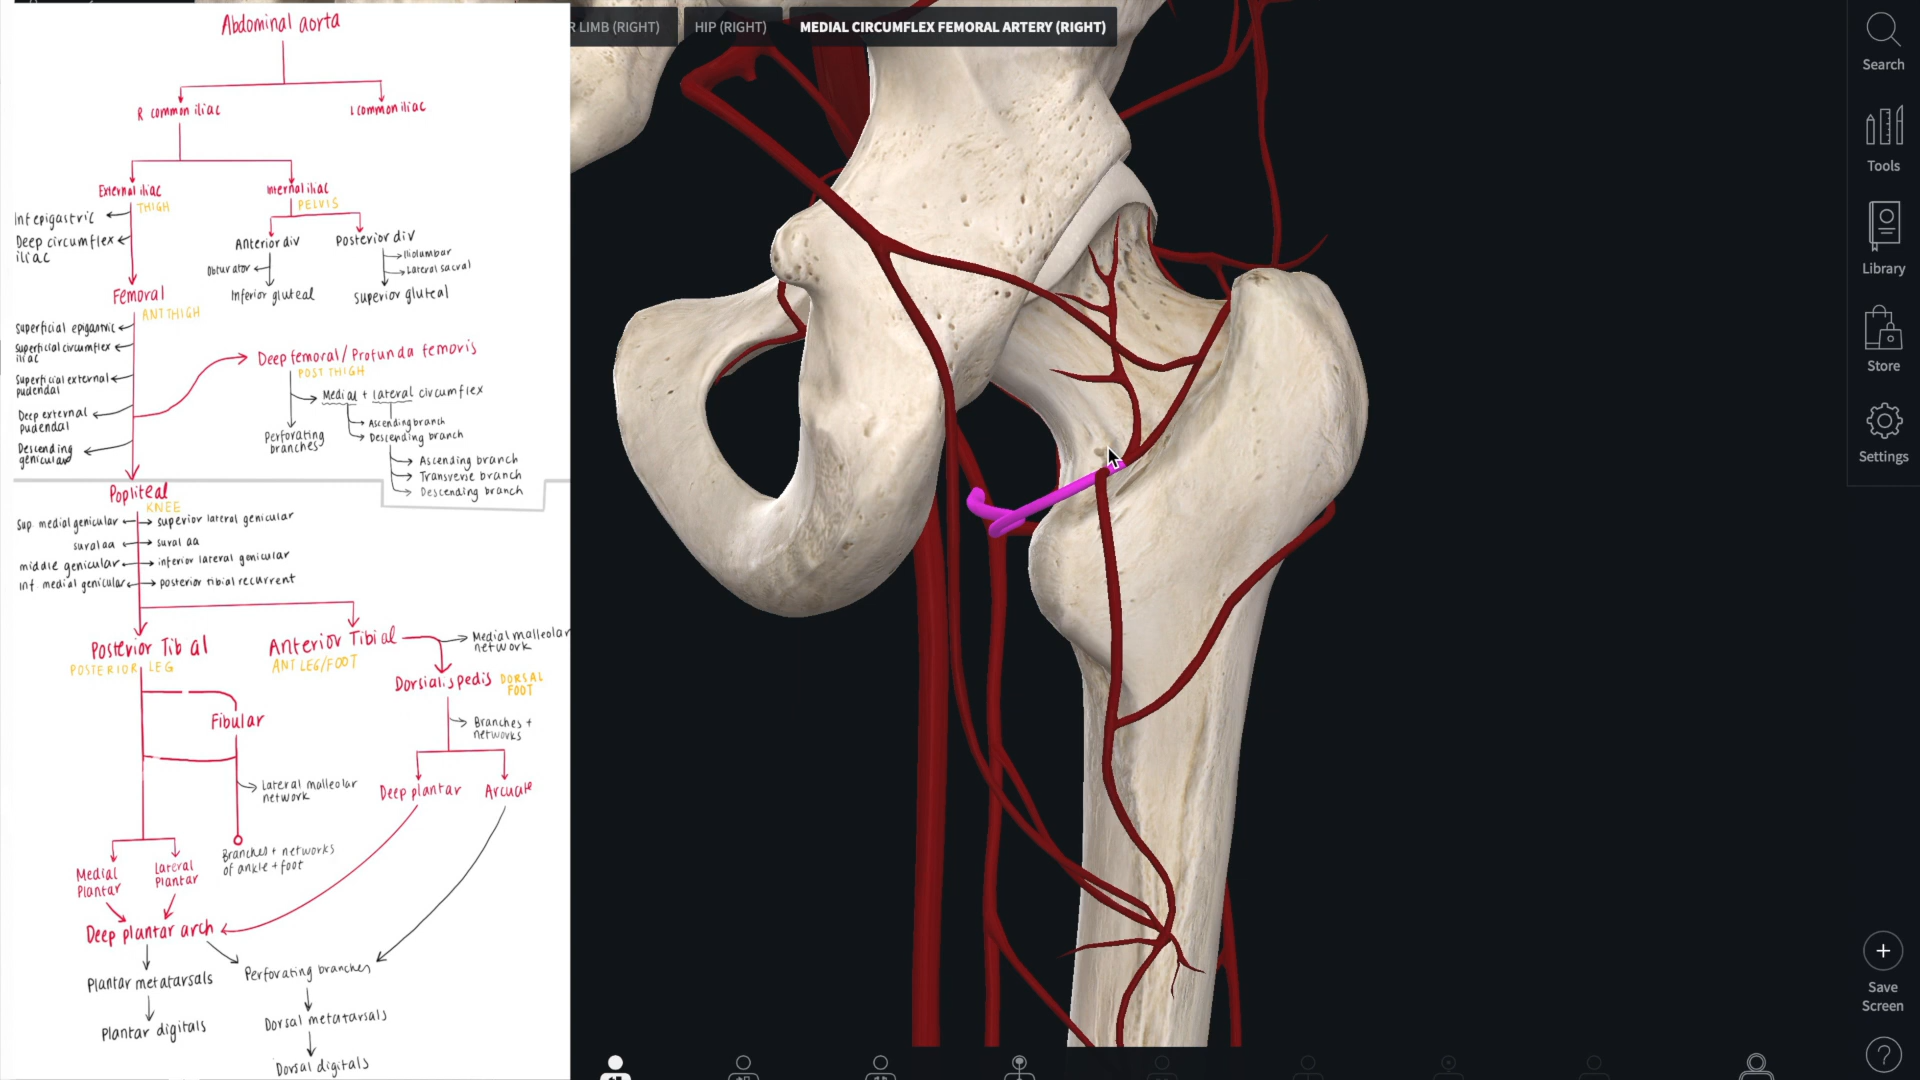 Abdominal aorta
R common iliac
L common iliac
External iliac
THIGH
Internal iliac
PELVIS
Inf epigastric
Deep circumflex
iliac
Anterior div
Posterior div
Iliolumbar
Lateral sacral
Obturator
Inferior gluteal
superior gluteal
Femoral
ANT THIGH
Superficial epigastric
Superficial circumflex
iliac
Superficial external
pudendal
Deep external
pudendal
Descending
genicular
Deep femoral / Profunda femoris
POST THIGH
Medial + lateral circumflex
Ascending branch
Descending branch
Perforating
branches
Ascending branch
Transverse branch
Descending branch
Popliteal
KNEE
Sup. medial genicular
superior lateral genicular
sural aa
sural aa
middle genicular
inferior lateral genicular
inf. medial genicular
posterior tibial recurrent
Posterior Tibial
POSTERIOR LEG
Anterior Tibial
ANT LEG/FOOT
Medial malleolar
network
Dorsialis pedis
DORSAL
FOOT
Fibular
Branches +
networks
Lateral malleolar
network
Deep plantar
Arcuate
Branches + networks
of ankle + foot
Medial
Plantar
Lateral
Plantar
Deep plantar arch
Plantar metatarsals
Perforating branches
Plantar digitals
Dorsal metatarsals
Dorsal digitals
R LIMB (RIGHT)
HIP (RIGHT)
MEDIAL CIRCUMFLEX FEMORAL ARTERY (RIGHT)
Search
Tools
Library
Store
Settings
+
Save
Screen
?